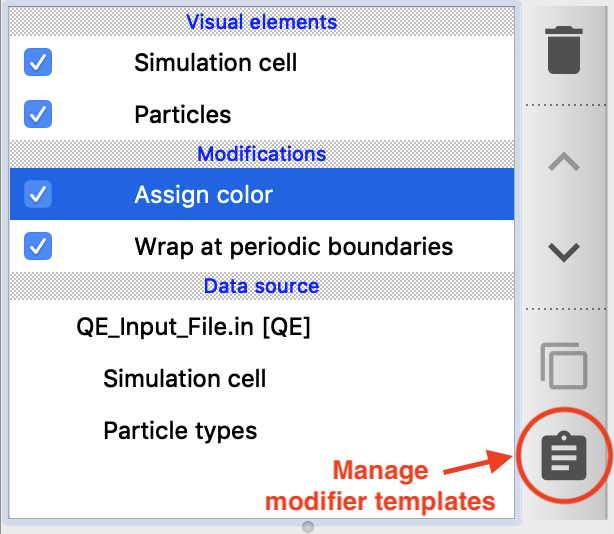 Visual elements
Simulation cell
Particles
Modifications
Assign color
Wrap at periodic boundaries
Data source
QE_Input_File.in [QE]
Simulation cell
Particle types
Manage
modifier templates